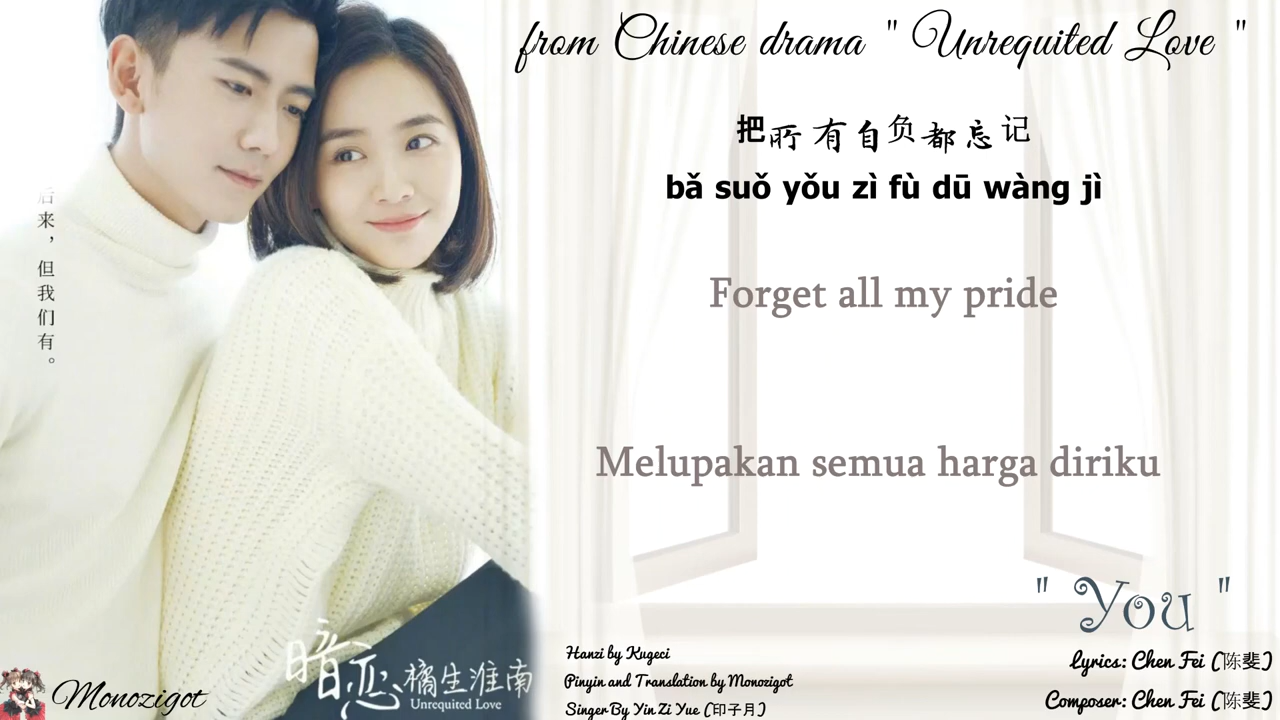 from Chinese drama " Unrequited Love "
把所有自负都忘记
bǎ suǒ yǒu zì fù dū wàng jì
Forget all my pride
Melupakan semua harga diriku
后来，但我们有。
" You "
暗恋 橘生淮南
Unrequited Love
Monozigot
Hanzi by Kugeci
Pinyin and Translation by Monozigot
Singer By Yin Zi Yue (印子月)
Lyrics: Chen Fei (陈斐)
Composer: Chen Fei (陈斐)